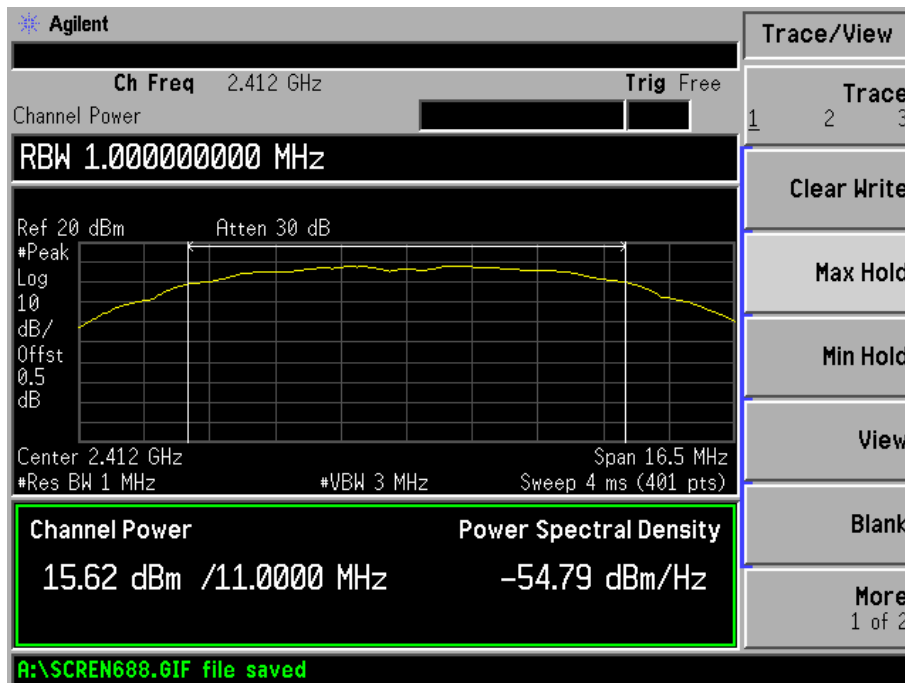 Agilent
Ch Freq 2.412 GHz Trig Free
Channel Power
RBW 1.000000000 MHz
Ref 20 dBm Atten 30 dB
#Peak
Log
10
dB/
Offst
0.5
dB
Center 2.412 GHz Span 16.5 MHz
#Res BW 1 MHz #VBW 3 MHz Sweep 4 ms (401 pts)
Channel Power Power Spectral Density
15.62 dBm /11.0000 MHz -54.79 dBm/Hz
A:\SCREN688.GIF file saved
Trace/View
Trace
1 2 3
Clear Write
Max Hold
Min Hold
View
Blank
More
1 of 2